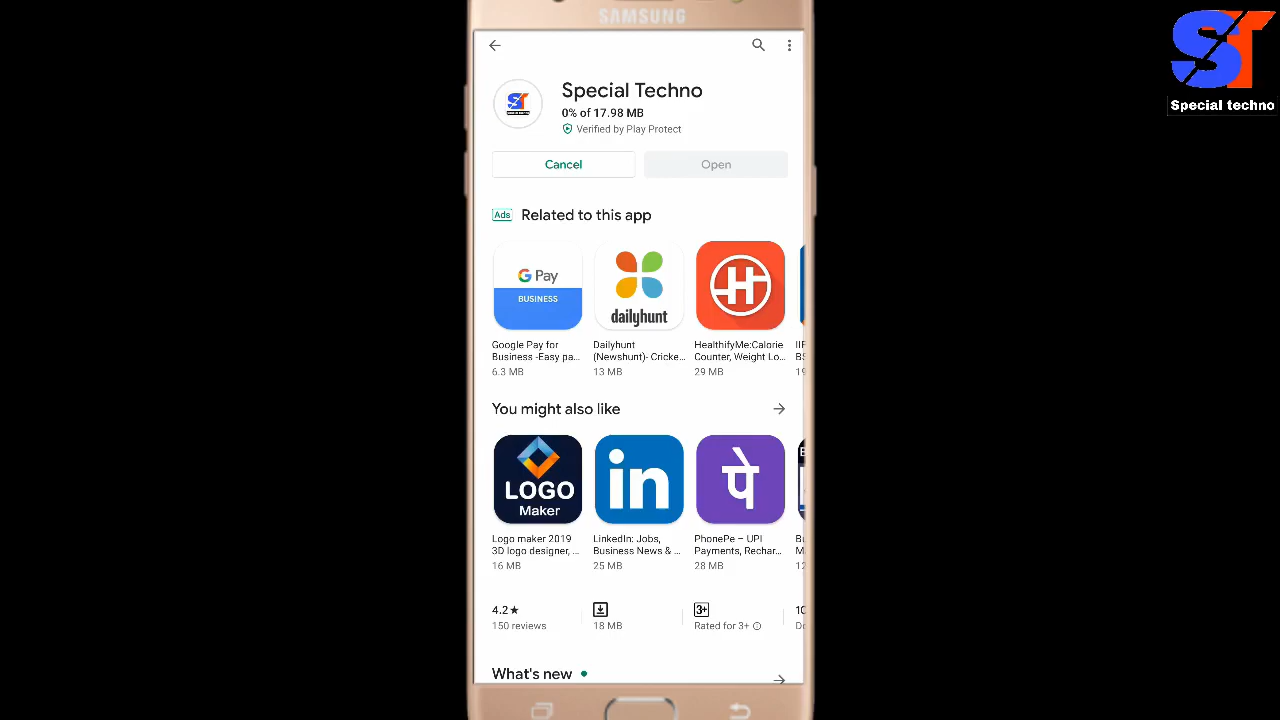 SAMSUNG
ST
Special techno
Special Techno
0% of 17.98 MB
Verified by Play Protect
Cancel
Open
Ads Related to this app
G Pay
BUSINESS
dailyhunt
H
Google Pay for
Business -Easy pa...
6.3 MB
Dailyhunt
(Newshunt)- Cricke...
13 MB
HealthifyMe:Calorie
Counter, Weight Lo...
29 MB
You might also like
LOGO
Maker
in
पे
Logo maker 2019
3D logo designer, ...
16 MB
LinkedIn: Jobs,
Business News & ...
25 MB
PhonePe – UPI
Payments, Rechar...
28 MB
4.2★
150 reviews
18 MB
3+
Rated for 3+
What's new